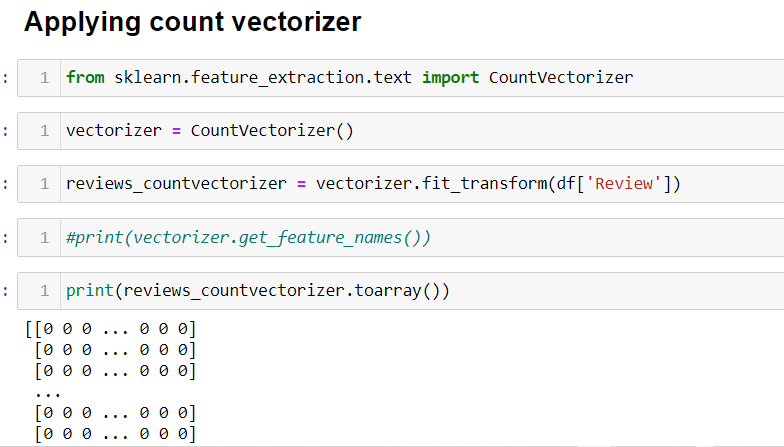 Applying count vectorizer
: 1 from sklearn.feature_extraction.text import CountVectorizer
: 1 vectorizer = CountVectorizer()
: 1 reviews_countvectorizer = vectorizer.fit_transform(df['Review'])
: 1 #print(vectorizer.get_feature_names())
: 1 print(reviews_countvectorizer.toarray())
[[0 0 0 ... 0 0 0]
 [0 0 0 ... 0 0 0]
 [0 0 0 ... 0 0 0]
 ...
 [0 0 0 ... 0 0 0]
 [0 0 0 ... 0 0 0]